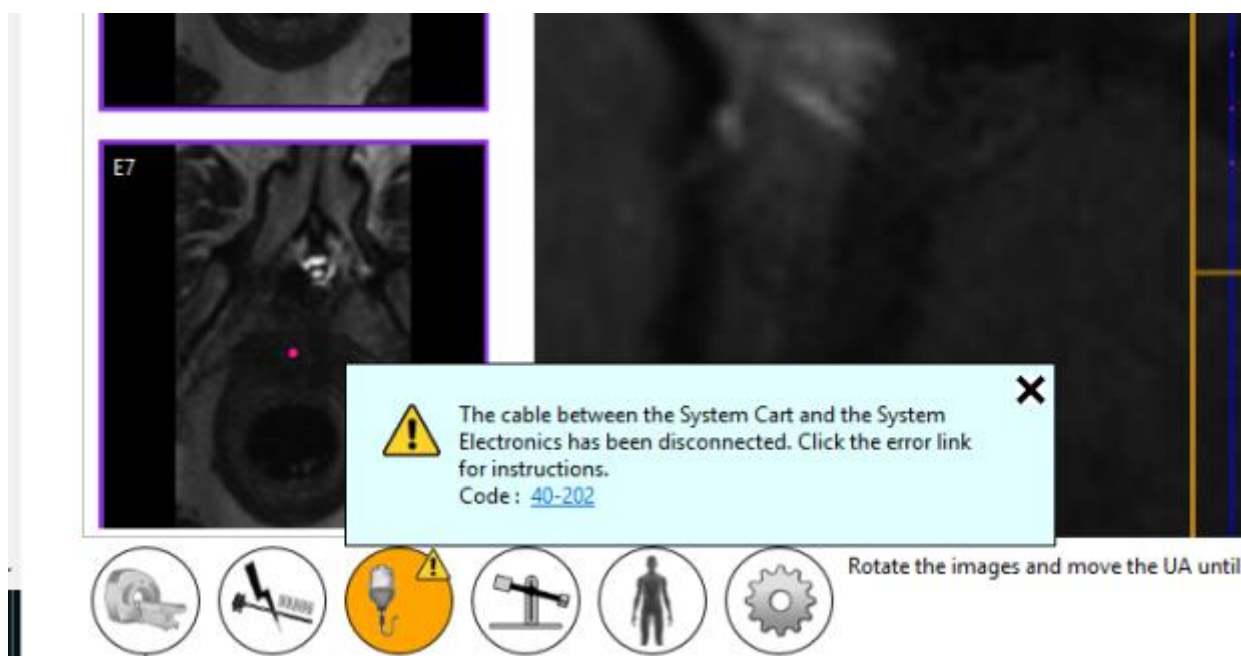 E7
The cable between the System Cart and the System
Electronics has been disconnected. Click the error link
for instructions.
Code : 40-202
Rotate the images and move the UA until